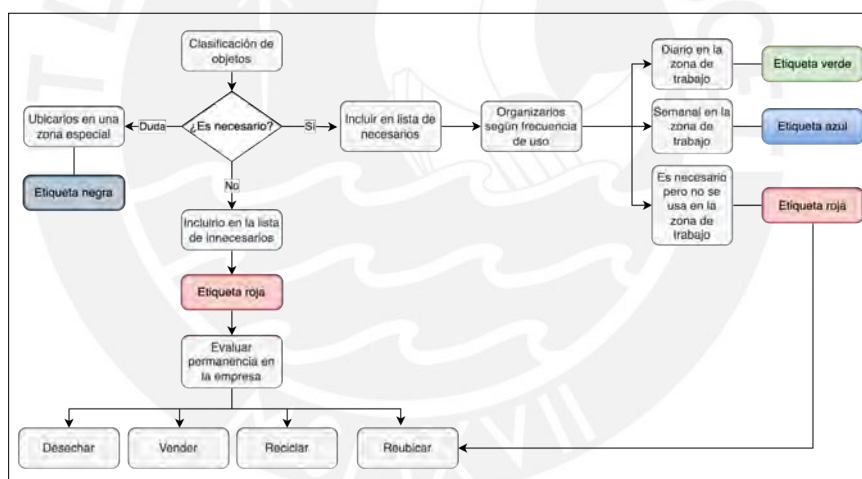 Clasificación de
objetos
¿Es necesario?
Duda
Si
No
Ubicarlos en una
zona especial
Etiqueta negra
Incluir en lista de
necesarios
Organizarlos
según frecuencia
de uso
Diario en la
zona de
trabajo
Etiqueta verde
Semanal en la
zona de
trabajo
Etiqueta azul
Es necesario
pero no se
usa en la
zona de
trabajo
Etiqueta roja
Incluirlo en la lista
de innecesarios
Etiqueta roja
Evaluar
permanencia en
la empresa
Desechar
Vender
Reciclar
Reubicar